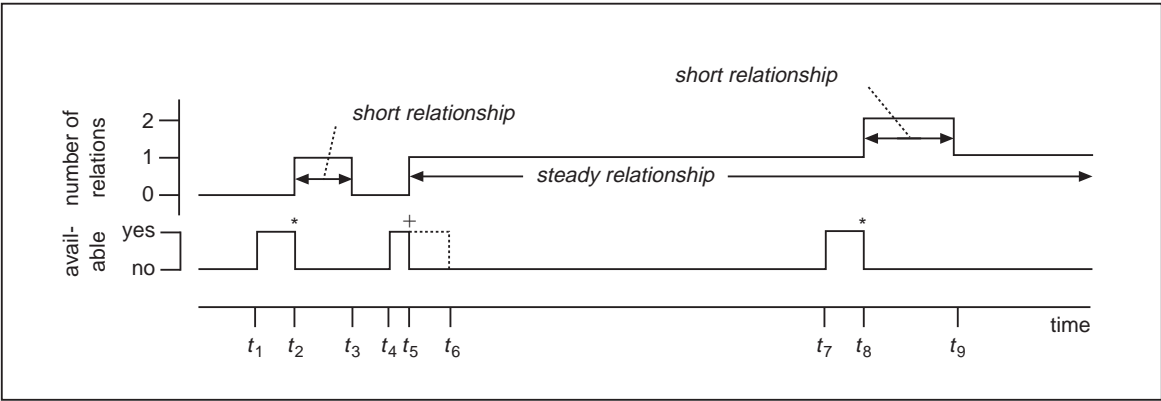 short relationship
short relationship
number of
relations
2
1
0
steady relationship
avail-
able
yes
no
*
+
*
time
t1
t2
t3
t4
t5
t6
t7
t8
t9